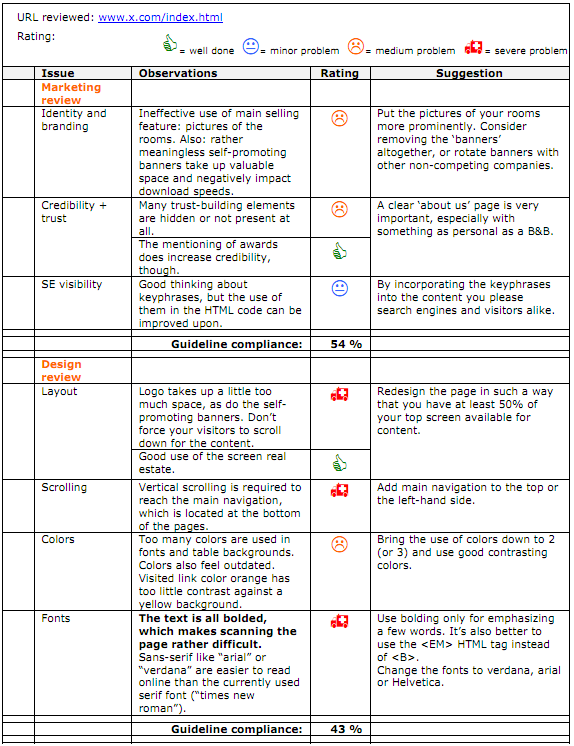 URL reviewed: www.x.com/index.html
Rating:
= well done = minor problem = medium problem = severe problem
Issue Observations Rating Suggestion
Marketing
review
Identity and
branding
Ineffective use of main selling
feature: pictures of the
rooms. Also: rather
meaningless self-promoting
banners take up valuable
space and negatively impact
download speeds.
Put the pictures of your rooms
more prominently. Consider
removing the ‘banners’
altogether, or rotate banners with
other non-competing companies.
Credibility +
trust
Many trust-building elements
are hidden or not present at
all.
The mentioning of awards
does increase credibility,
though.
A clear ‘about us’ page is very
important, especially with
something as personal as a B&B.
SE visibility
Good thinking about
keyphrases, but the use of
them in the HTML code can be
improved upon.
By incorporating the keyphrases
into the content you please
search engines and visitors alike.
Guideline compliance: 54 %
Design
review
Layout
Logo takes up a little too
much space, as do the self-
promoting banners. Don’t
force your visitors to scroll
down for the content.
Good use of the screen real
estate.
Redesign the page in such a way
that you have at least 50% of
your top screen available for
content.
Scrolling
Vertical scrolling is required to
reach the main navigation,
which is located at the bottom
of the pages.
Add main navigation to the top or
the left-hand side.
Colors
Too many colors are used in
fonts and table backgrounds.
Colors also feel outdated.
Visited link color orange has
too little contrast against a
yellow background.
Bring the use of colors down to 2
(or 3) and use good contrasting
colors.
Fonts
The text is all bolded,
which makes scanning the
page rather difficult.
Sans-serif like “arial” or
“verdana” are easier to read
online than the currently used
serif font (“times new
roman”).
Use bolding only for emphasizing
a few words. It’s also better to
use the <EM> HTML tag instead
of <B>.
Change the fonts to verdana, arial
or Helvetica.
Guideline compliance: 43 %